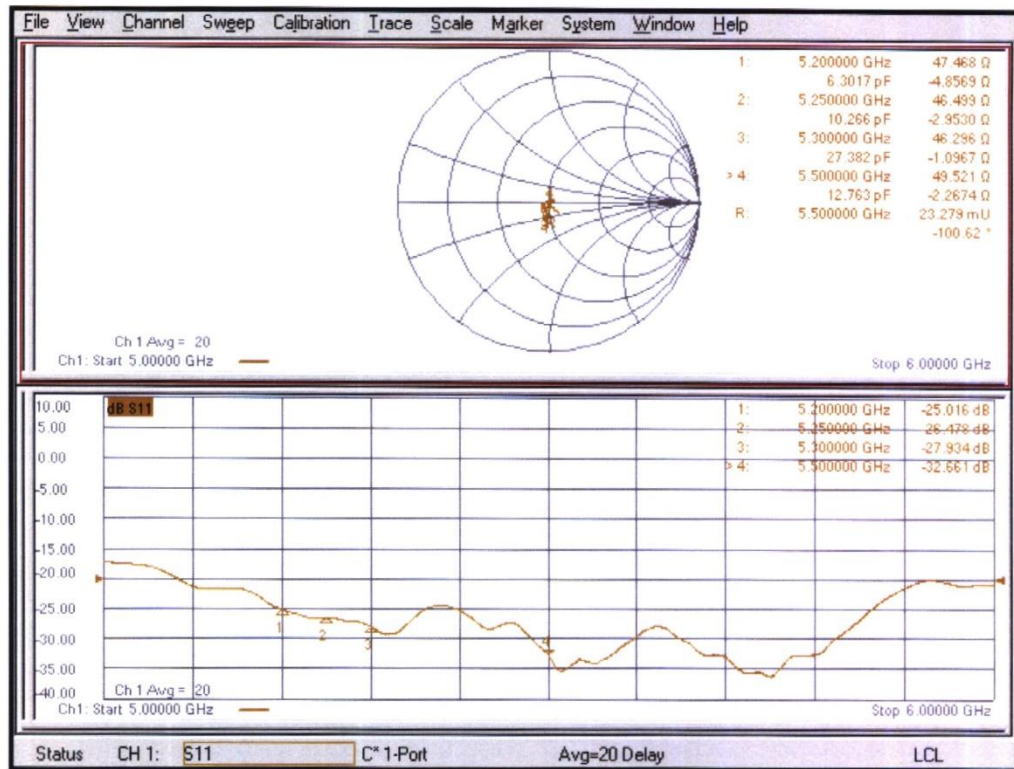 File View Channel Sweep Calibration Trace Scale Marker System Window Help
1: 5.200000 GHz 47.468 Ω
6.3017 pF -4.8569 Ω
2: 5.250000 GHz 46.499 Ω
10.266 pF -2.9530 Ω
3: 5.300000 GHz 46.296 Ω
27.382 pF -1.0967 Ω
> 4: 5.500000 GHz 49.521 Ω
12.763 pF -2.2674 Ω
R: 5.500000 GHz 23.279 mU
-100.62 °
Ch 1 Avg = 20
Ch1: Start 5.00000 GHz
Stop 6.00000 GHz
10.00
5.00
0.00
-5.00
-10.00
-15.00
-20.00
-25.00
-30.00
-35.00
-40.00
dB S11
1: 5.200000 GHz -25.016 dB
2: 5.250000 GHz -26.478 dB
3: 5.300000 GHz -27.934 dB
> 4: 5.500000 GHz -32.661 dB
1
2
3
4
Ch 1 Avg = 20
Ch1: Start 5.00000 GHz
Stop 6.00000 GHz
Status CH 1: S11 C* 1-Port Avg=20 Delay LCL